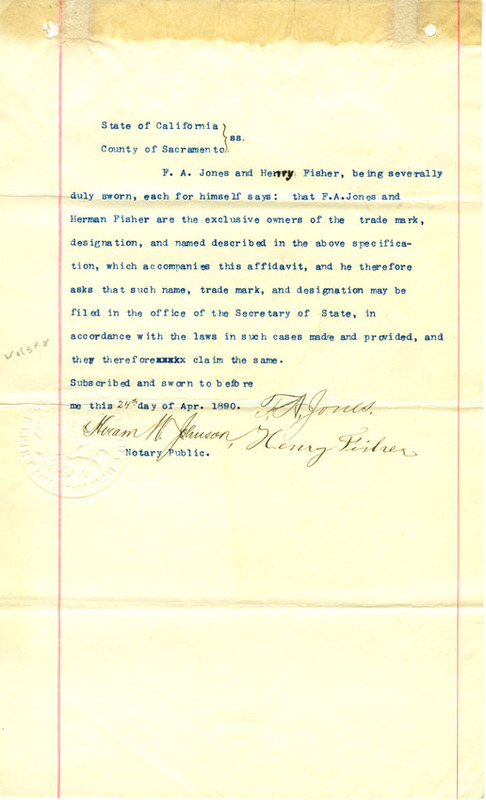 State of California
ss.
County of Sacramento
F. A. Jones and Henry Fisher, being severally
duly sworn, each for himself says: that F.A.Jones and
Herman Fisher are the exclusive owners of the trade mark,
designation, and named described in the above specifica-
tion, which accompanies this affidavit, and he therefore
asks that such name, trade mark, and designation may be
filed in the office of the Secretary of State, in
accordance with the laws in such cases made and provided, and
they thereforexxxxx claim the same.
Subscribed and sworn to before
me this 24th day of Apr. 1890. F. A. Jones.
Hiram W. Johnson, Henry Fisher
Notary Public.